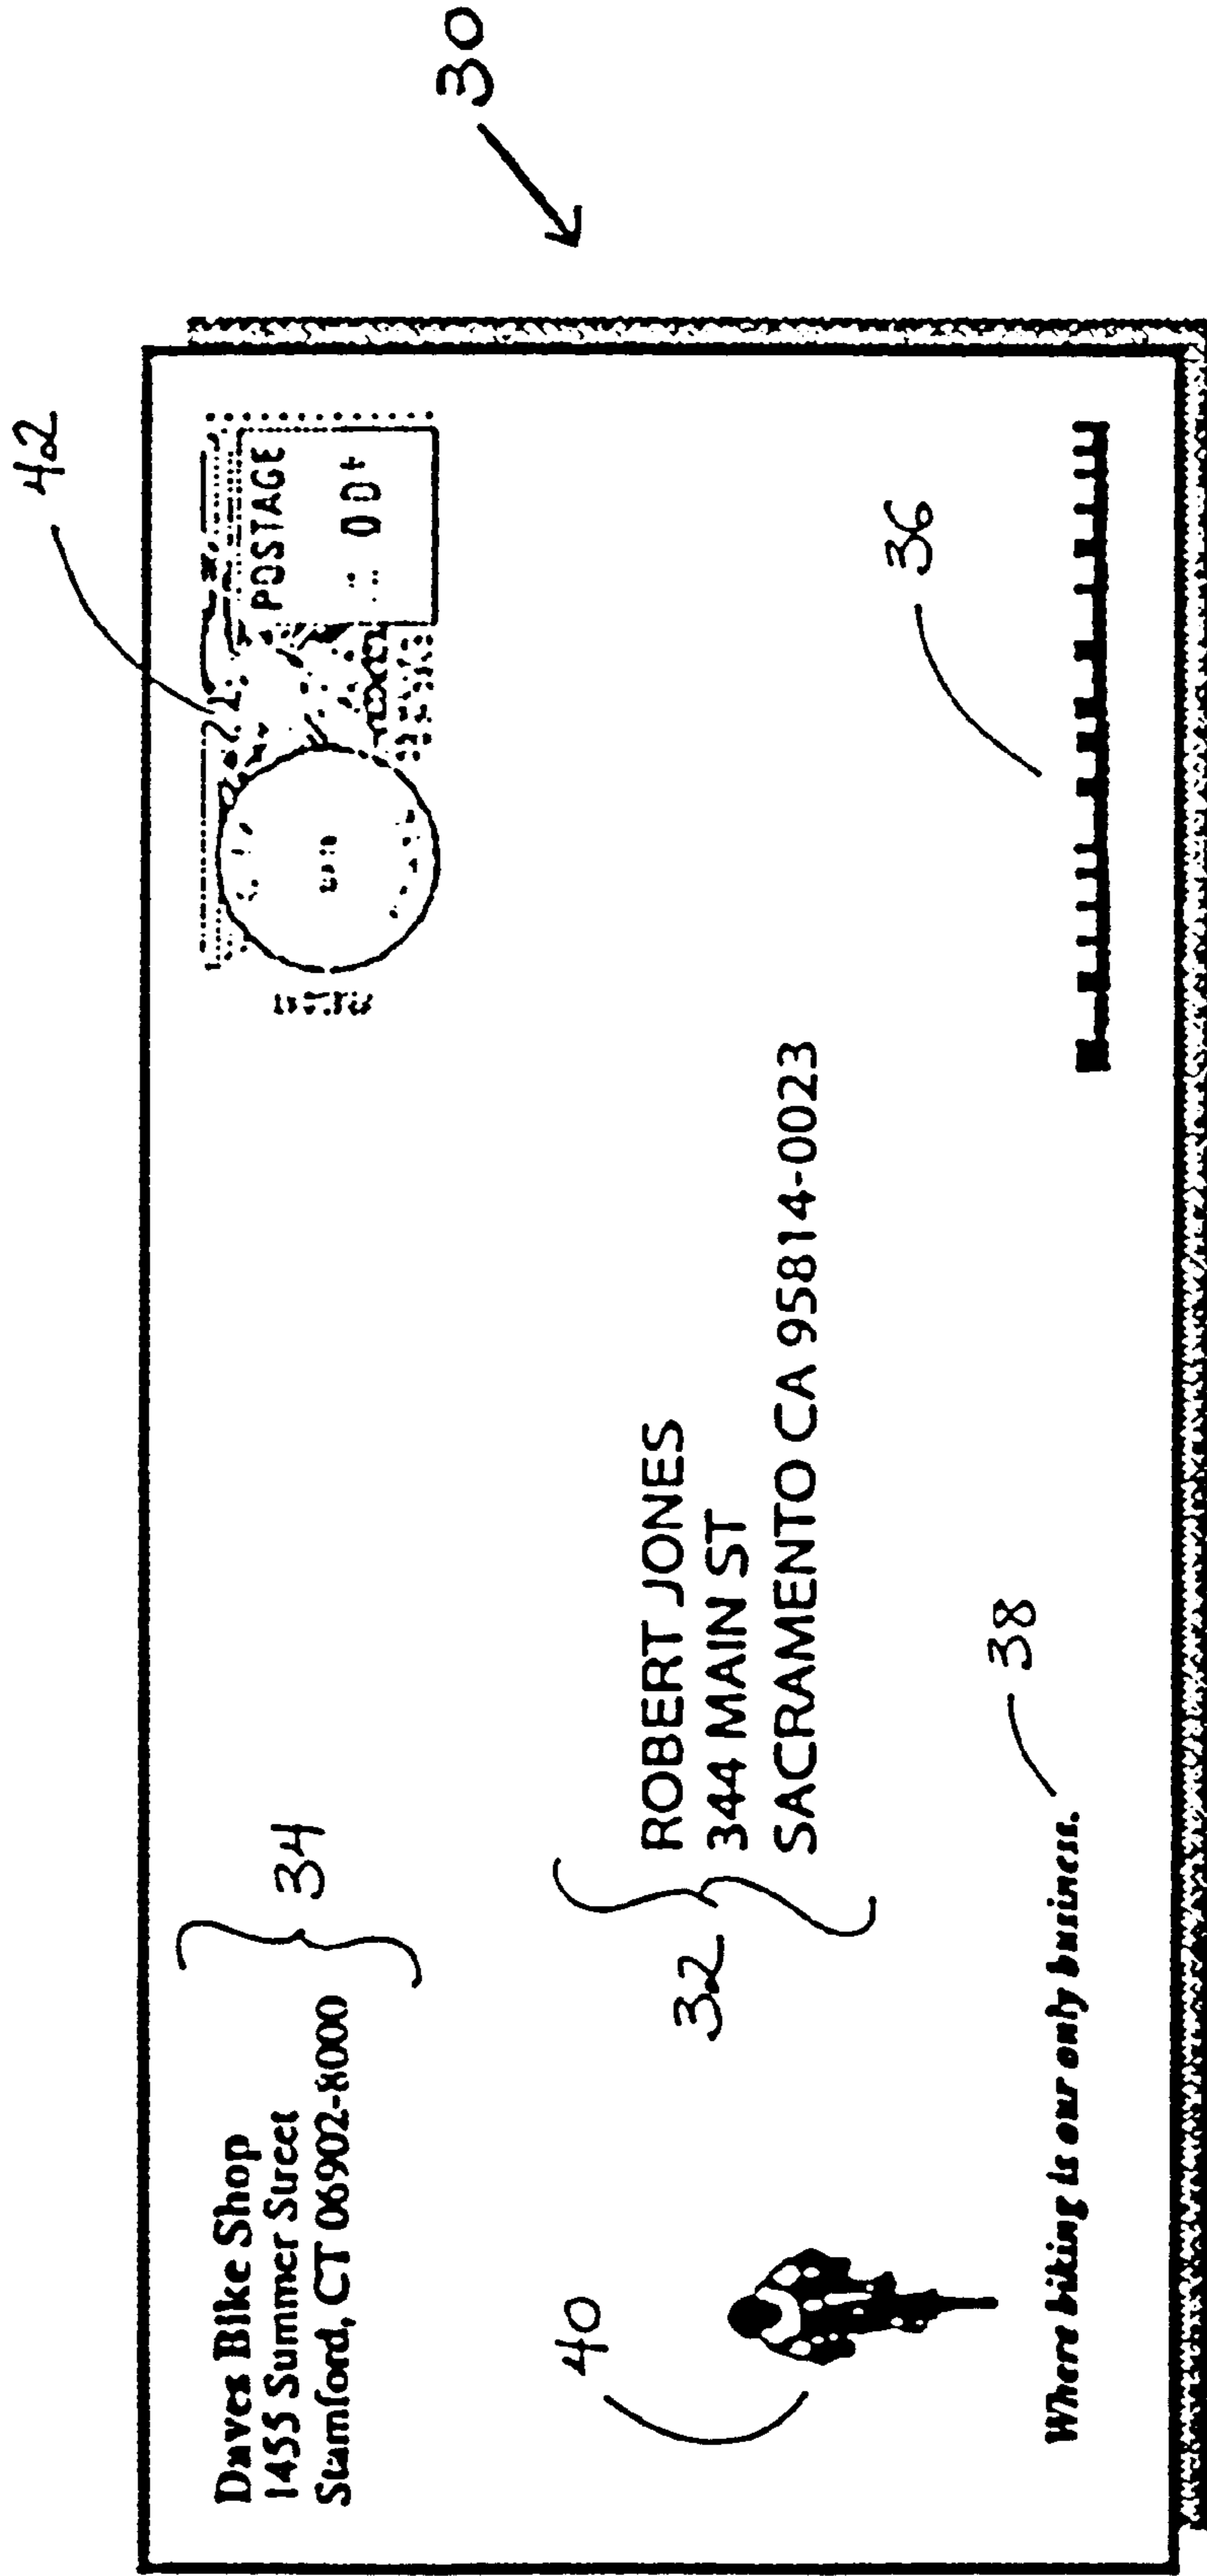 30
42
Daves Bike Shop
1455 Summer Street
Stamford, CT 06902-8000
34
POSTAGE
00
40
32
ROBERT JONES
344 MAIN ST
SACRAMENTO CA 95814-0023
36
38
Where biking is our only business.